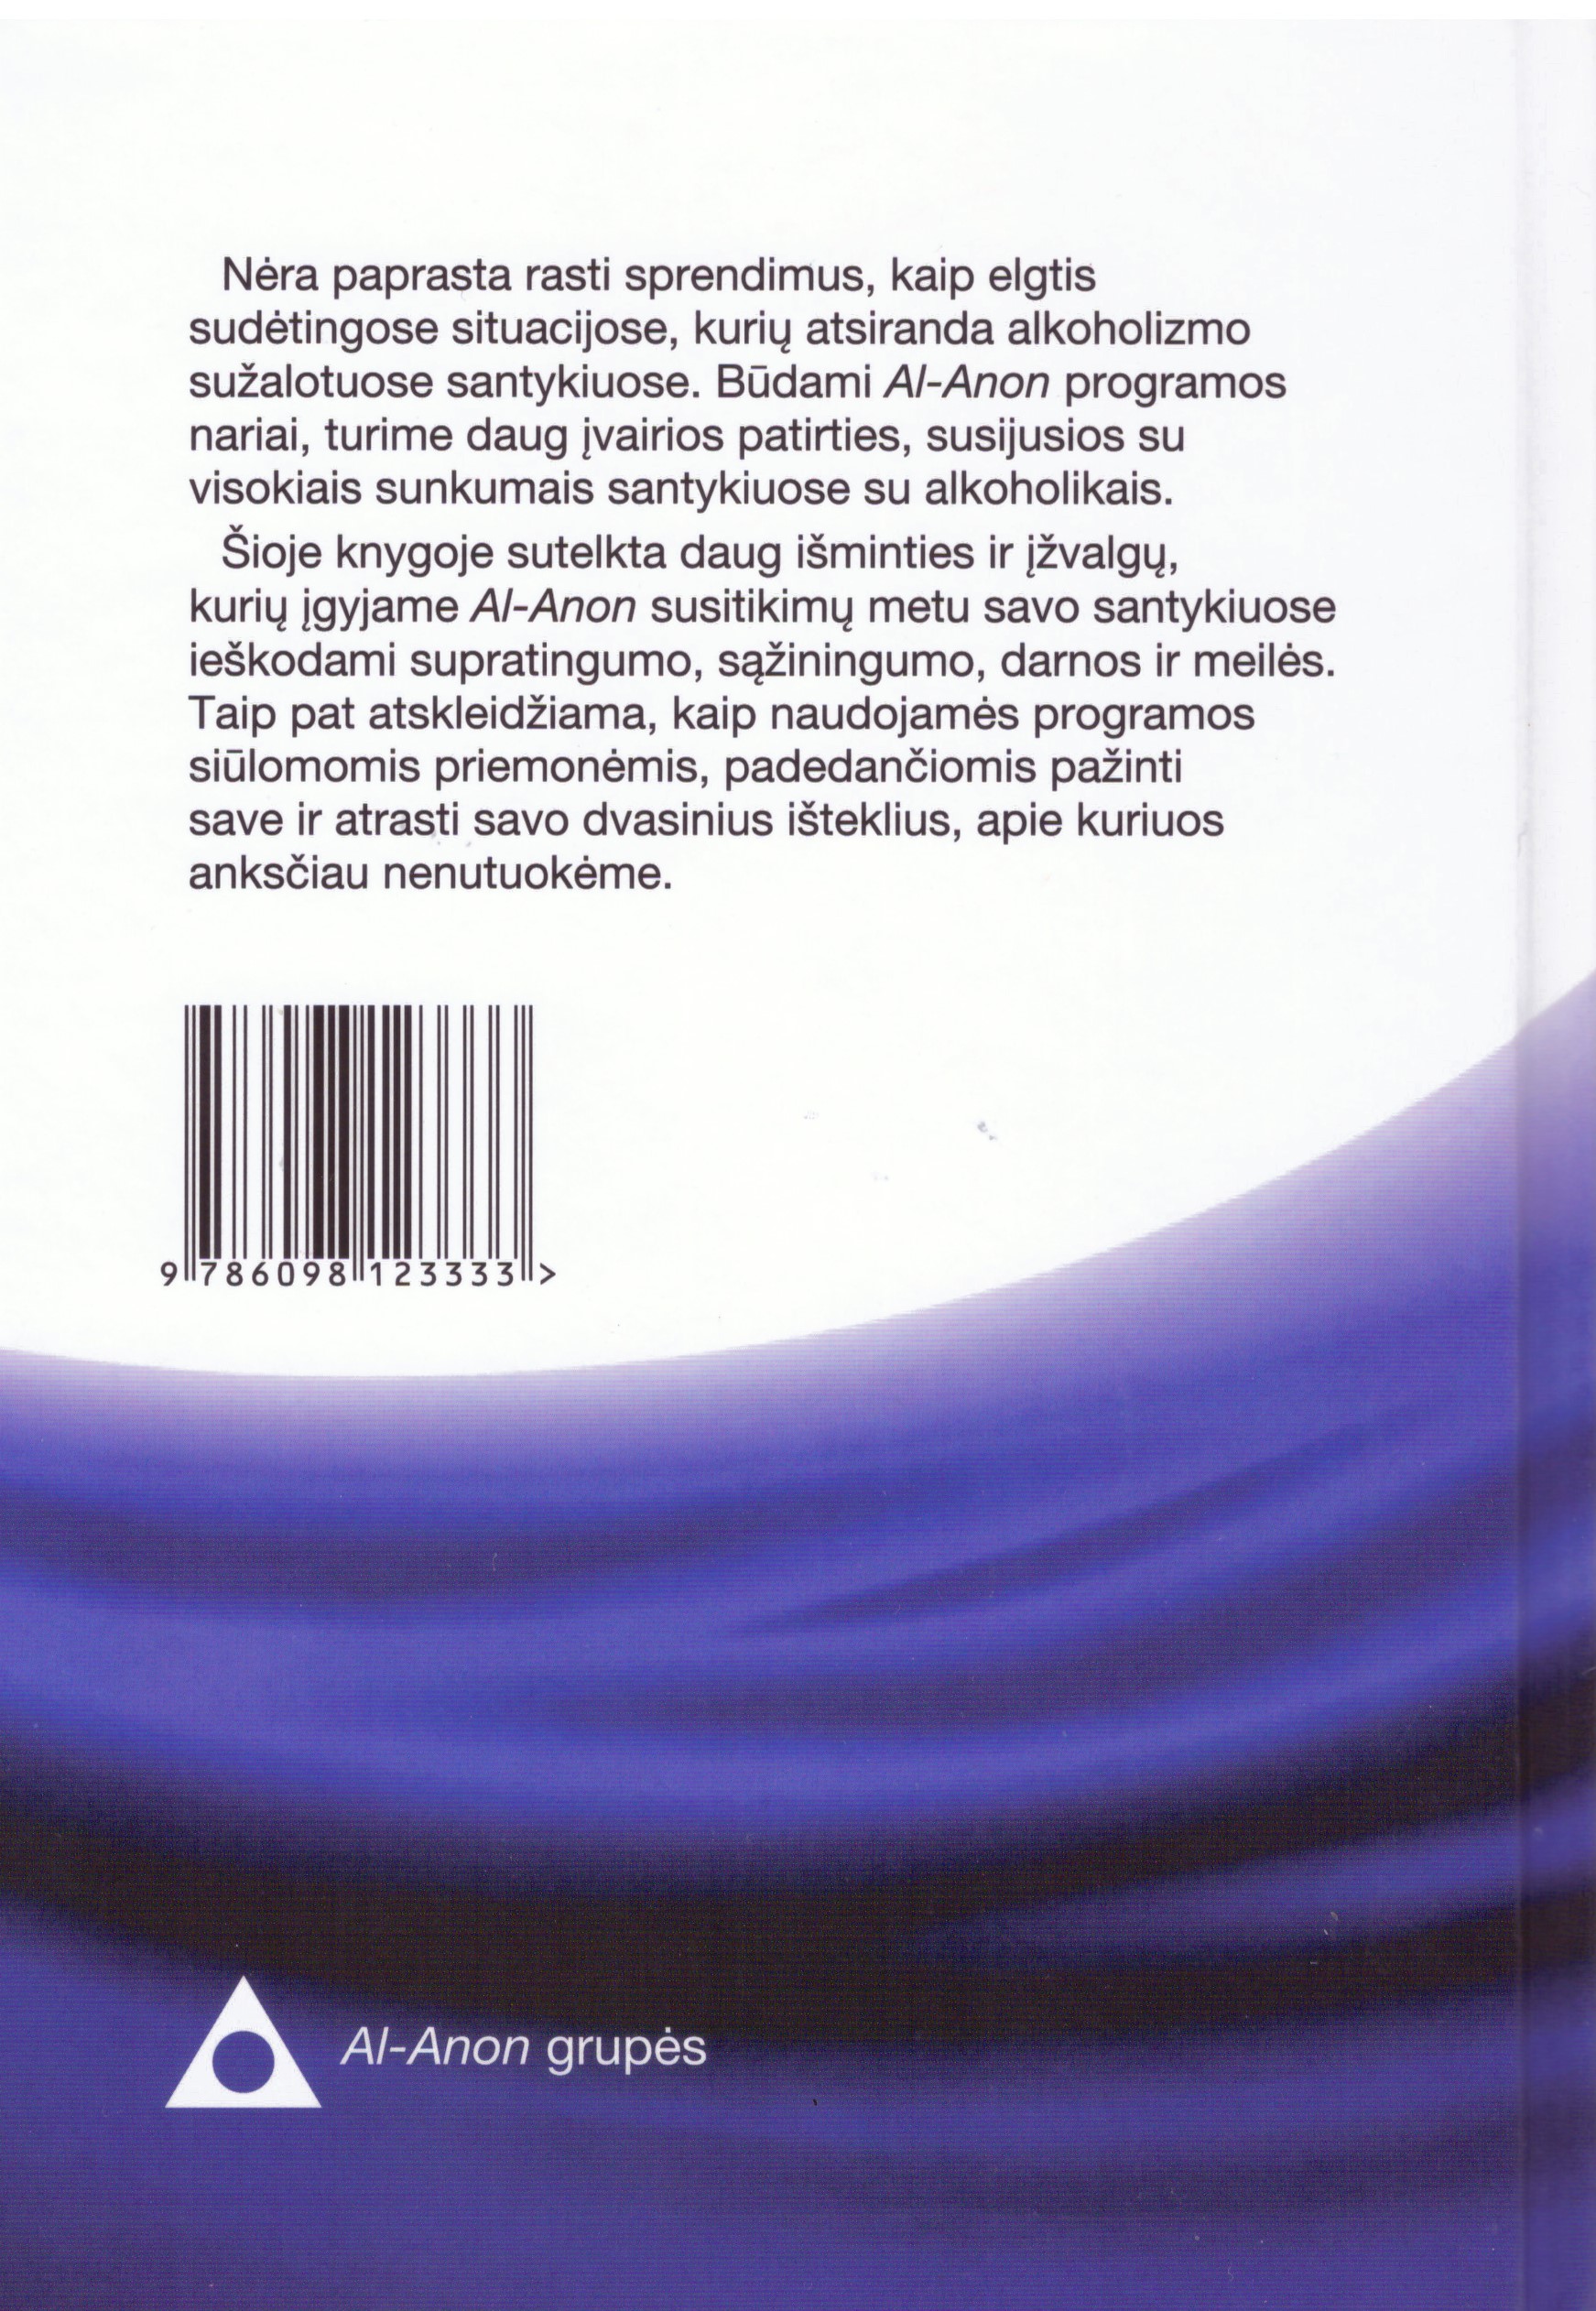 Nėra paprasta rasti sprendimus, kaip elgtis
sudėtingose situacijose, kurių atsiranda alkoholizmo
sužalotuose santykiuose. Būdami Al-Anon programos
nariai, turime daug įvairios patirties, susijusios su
visokiais sunkumais santykiuose su alkoholikais.
Šioje knygoje sutelkta daug išminties ir įžvalgų,
kurių įgyjame Al-Anon susitikimų metu savo santykiuose
ieškodami supratingumo, sąžiningumo, darnos ir meilės.
Taip pat atskleidžiama, kaip naudojamės programos
siūlomomis priemonėmis, padedančiomis pažinti
save ir atrasti savo dvasinius išteklius, apie kuriuos
anksčiau nenutuokėme.
9 786098 123333 >
Al-Anon grupės